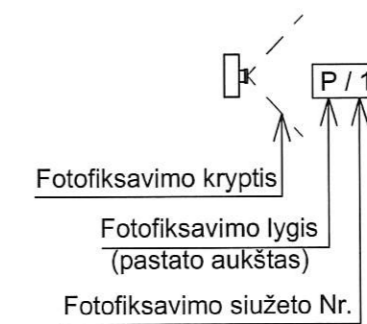 P / 1
Fotofiksavimo kryptis
Fotofiksavimo lygis
(pastato aukštas)
Fotofiksavimo siužeto Nr.